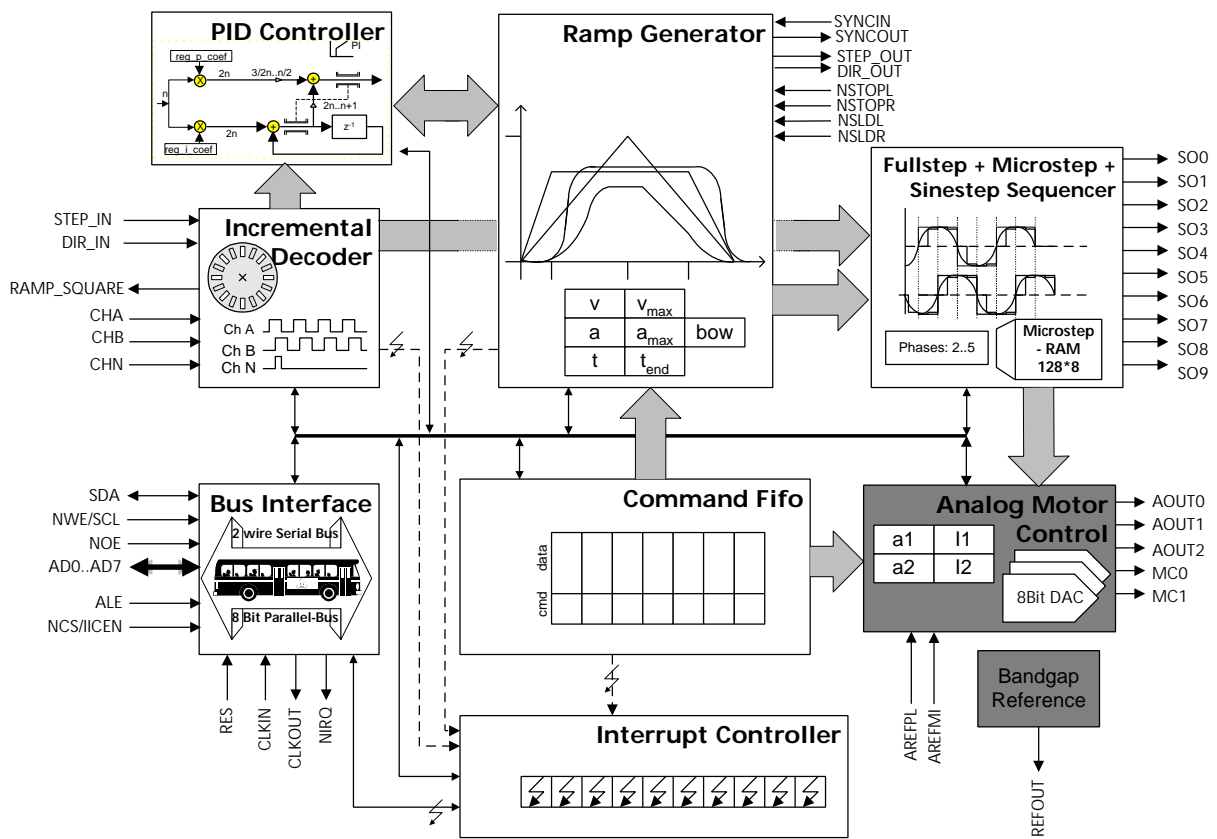 PID Controller
reg_p_coef
PI
2n
3/2n..n/2
n
2n..n+1
2n
z-1
reg_i_coef
Ramp Generator
v
vmax
a
amax
bow
t
tend
SYNCIN
SYNCOUT
STEP_OUT
DIR_OUT
NSTOPL
NSTOPR
NSLDL
NSLDR
Fullstep + Microstep +
Sinestep Sequencer
Phases: 2..5
Microstep
- RAM
128*8
SO0
SO1
SO2
SO3
SO4
SO5
SO6
SO7
SO8
SO9
STEP_IN
DIR_IN
RAMP_SQUARE
CHA
CHB
CHN
Incremental
Decoder
Ch A
Ch B
Ch N
SDA
NWE/SCL
NOE
AD0..AD7
ALE
NCS/IICEN
Bus Interface
2 wire Serial Bus
8 Bit Parallel-Bus
RES
CLKIN
CLKOUT
NIRQ
Command Fifo
data
cmd
Analog Motor
Control
a1
I1
a2
I2
8Bit DAC
AOUT0
AOUT1
AOUT2
MC0
MC1
AREFPL
AREFMI
Bandgap
Reference
REFOUT
Interrupt Controller